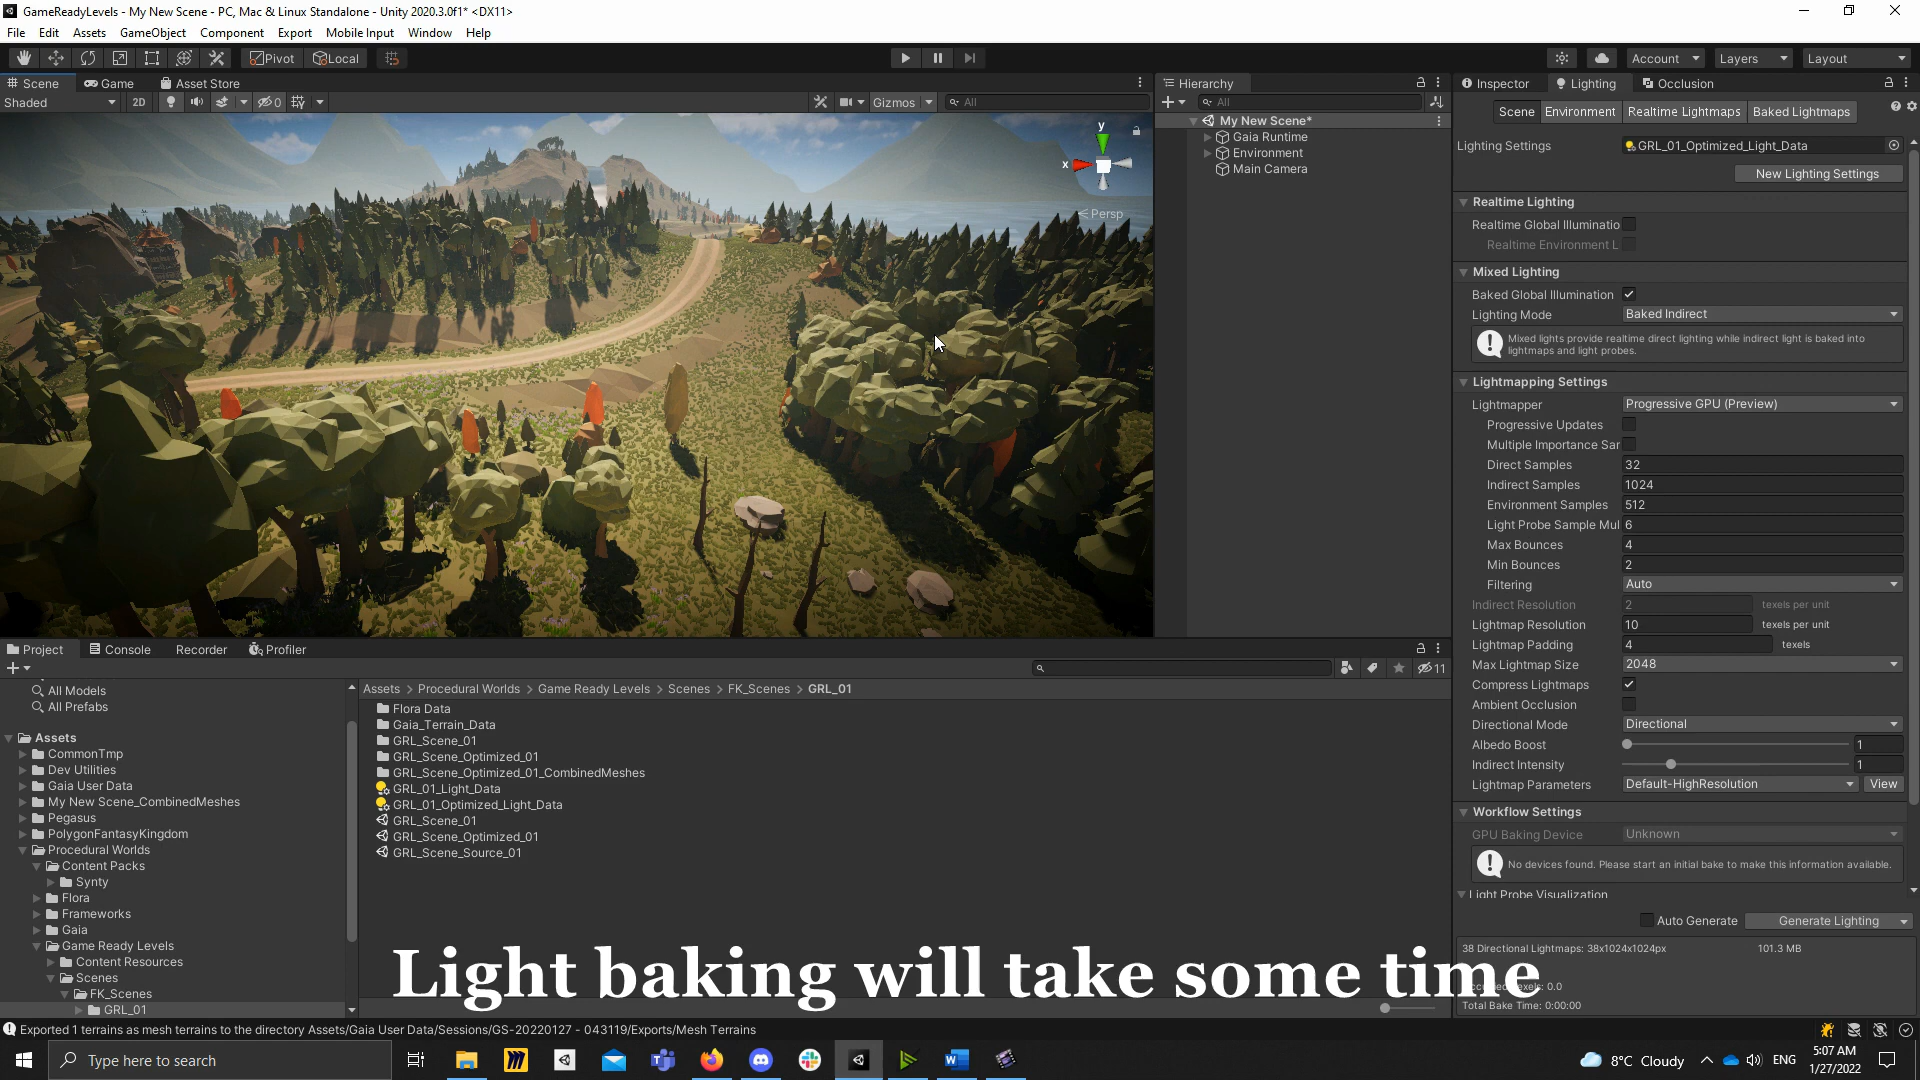 GameReadyLevels - My New Scene - PC, Mac & Linux Standalone - Unity 2020.3.0f1* <DX11>
File Edit Assets GameObject Component Export Mobile Input Window Help
Pivot Local Account Layers Layout
Scene Game Asset Store
Shaded 2D 0 Gizmos All
y
x
Persp
Hierarchy
All
My New Scene*
Gaia Runtime
Environment
Main Camera
Inspector Lighting Occlusion
Scene Environment Realtime Lightmaps Baked Lightmaps
Lighting Settings GRL_01_Optimized_Light_Data
New Lighting Settings
Realtime Lighting
Realtime Global Illuminatio
Realtime Environment L
Mixed Lighting
Baked Global Illumination
Lighting Mode Baked Indirect
Mixed lights provide realtime direct lighting while indirect light is baked into
lightmaps and light probes.
Lightmapping Settings
Lightmapper Progressive GPU (Preview)
Progressive Updates
Multiple Importance Sar
Direct Samples 32
Indirect Samples 1024
Environment Samples 512
Light Probe Sample Mul 6
Max Bounces 4
Min Bounces 2
Filtering Auto
Indirect Resolution 2 texels per unit
Lightmap Resolution 10 texels per unit
Lightmap Padding 4 texels
Max Lightmap Size 2048
Compress Lightmaps
Ambient Occlusion
Directional Mode Directional
Albedo Boost 1
Indirect Intensity 1
Lightmap Parameters Default-HighResolution View
Workflow Settings
GPU Baking Device Unknown
No devices found. Please start an initial bake to make this information available.
Light Probe Visualization
Auto Generate Generate Lighting
38 Directional Lightmaps: 38x1024x1024px 101.3 MB
Total Bake Time: 0:00:00
Project Console Recorder Profiler
11
All Models
All Prefabs
Assets
CommonTmp
Dev Utilities
Gaia User Data
My New Scene_CombinedMeshes
Pegasus
PolygonFantasyKingdom
Procedural Worlds
Content Packs
Synty
Flora
Frameworks
Gaia
Game Ready Levels
Content Resources
Scenes
FK_Scenes
GRL_01
Assets > Procedural Worlds > Game Ready Levels > Scenes > FK_Scenes > GRL_01
Flora Data
Gaia_Terrain_Data
GRL_Scene_01
GRL_Scene_Optimized_01
GRL_Scene_Optimized_01_CombinedMeshes
GRL_01_Light_Data
GRL_01_Optimized_Light_Data
GRL_Scene_01
GRL_Scene_Optimized_01
GRL_Scene_Source_01
Light baking will take some time
Exported 1 terrains as mesh terrains to the directory Assets/Gaia User Data/Sessions/GS-20220127 - 043119/Exports/Mesh Terrains
Type here to search
8°C Cloudy ENG
5:07 AM
1/27/2022